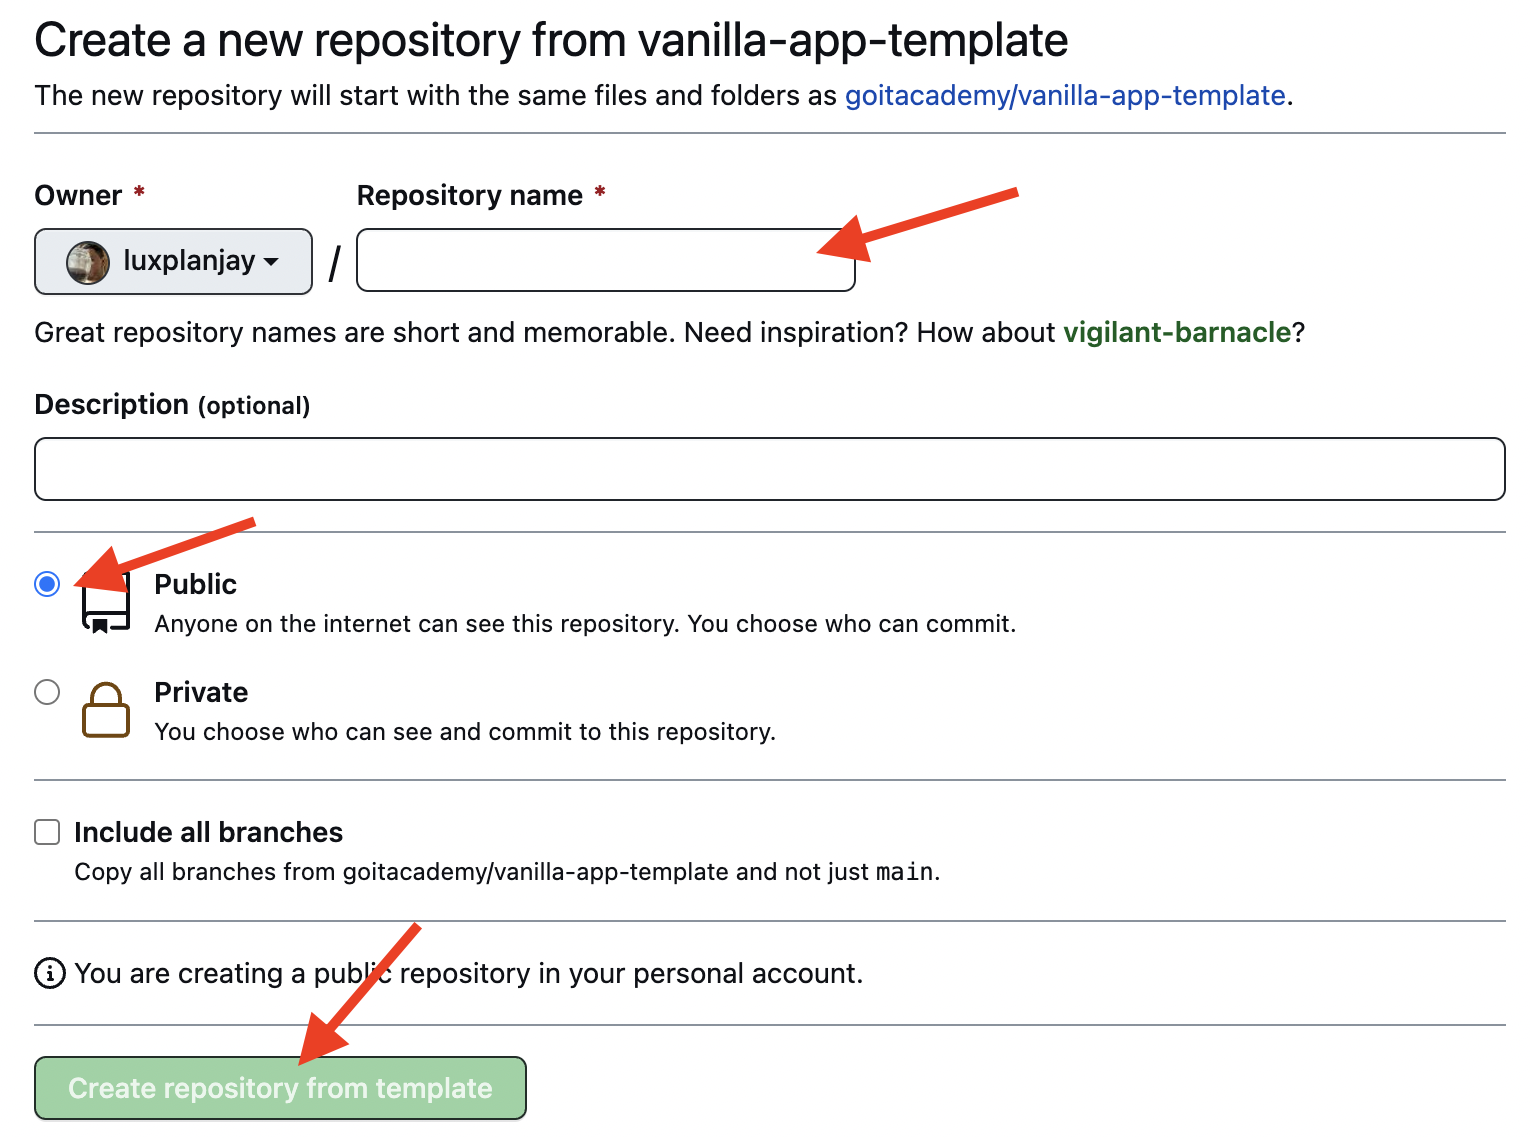 Create a new repository from vanilla-app-template
The new repository will start with the same files and folders as goitacademy/vanilla-app-template.
Owner *
Repository name *
luxplanjay
/
Great repository names are short and memorable. Need inspiration? How about vigilant-barnacle?
Description (optional)
Public
Anyone on the internet can see this repository. You choose who can commit.
Private
You choose who can see and commit to this repository.
Include all branches
Copy all branches from goitacademy/vanilla-app-template and not just main.
You are creating a public repository in your personal account.
Create repository from template